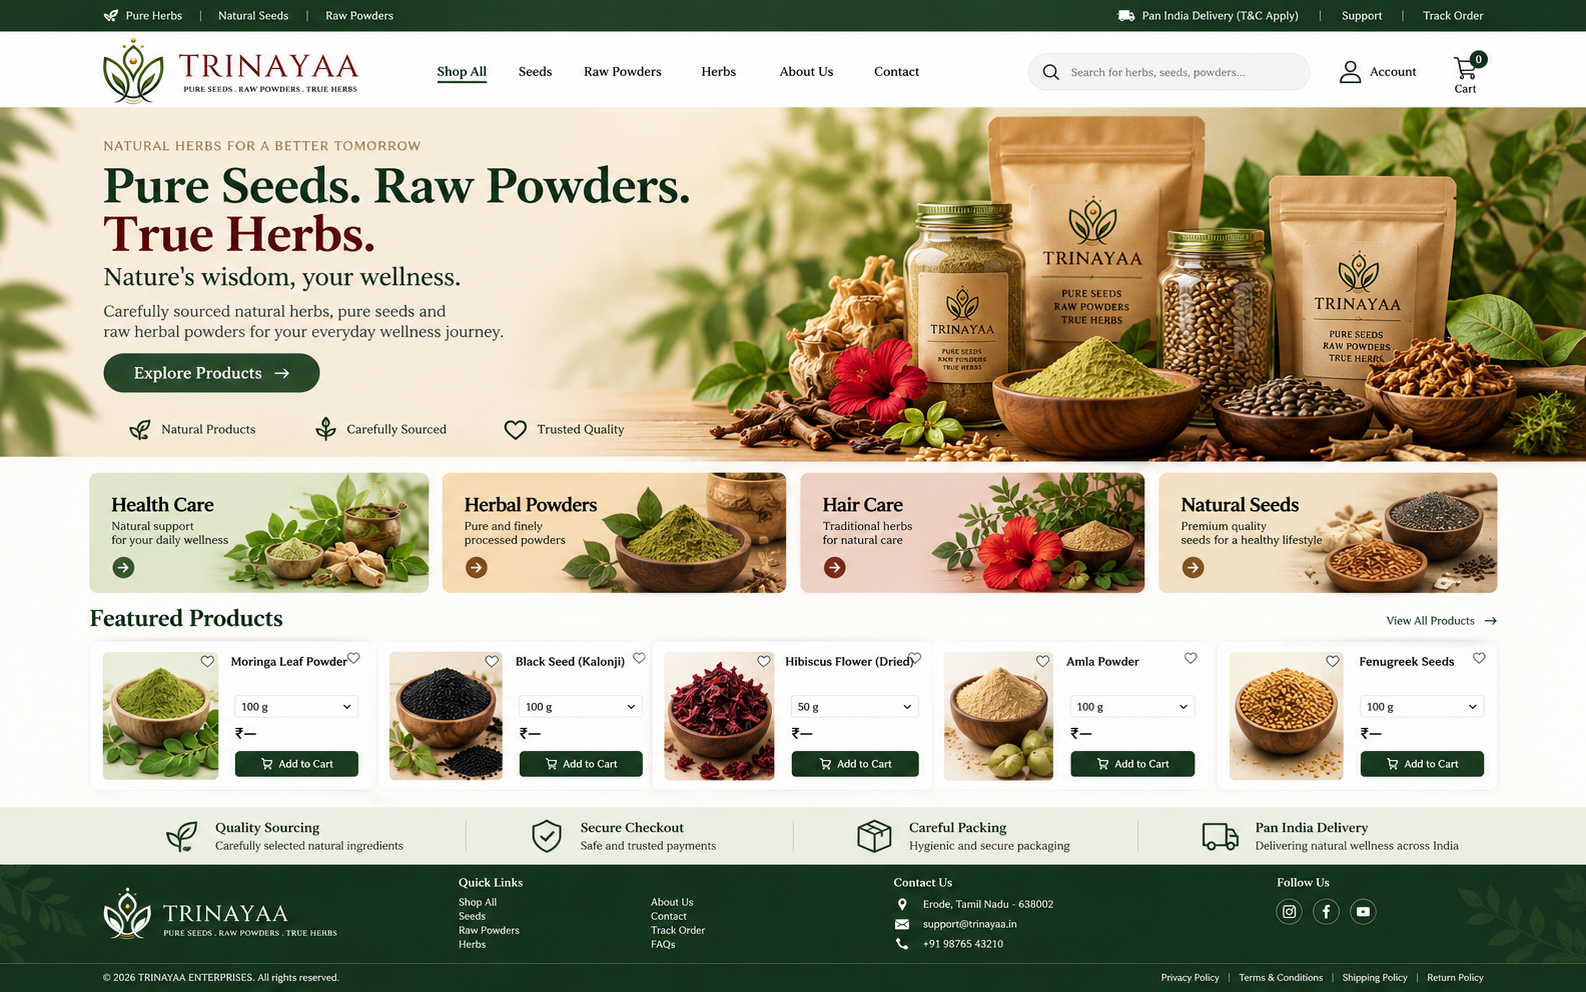 Pure Herbs | Natural Seeds | Raw Powders
Pan India Delivery (T&C Apply) | Support | Track Order
TRINAYAA
PURE SEEDS . RAW POWDERS . TRUE HERBS
Shop All
Seeds
Raw Powders
Herbs
About Us
Contact
Search for herbs, seeds, powders...
Account
0
Cart
NATURAL HERBS FOR A BETTER TOMORROW
Pure Seeds. Raw Powders.
True Herbs.
Nature's wisdom, your wellness.
Carefully sourced natural herbs, pure seeds and
raw herbal powders for your everyday wellness journey.
Explore Products →
Natural Products
Carefully Sourced
Trusted Quality
TRINAYAA
PURE SEEDS
RAW POWDERS
TRUE HERBS
TRINAYAA
PURE SEEDS
RAW POWDERS
TRUE HERBS
TRINAYAA
PURE SEEDS
RAW POWDERS
TRUE HERBS
Health Care
Natural support
for your daily wellness
Herbal Powders
Pure and finely
processed powders
Hair Care
Traditional herbs
for natural care
Natural Seeds
Premium quality
seeds for a healthy lifestyle
Featured Products
View All Products →
Moringa Leaf Powder
100 g
₹—
Add to Cart
Black Seed (Kalonji)
100 g
₹—
Add to Cart
Hibiscus Flower (Dried)
50 g
₹—
Add to Cart
Amla Powder
100 g
₹—
Add to Cart
Fenugreek Seeds
100 g
₹—
Add to Cart
Quality Sourcing
Carefully selected natural ingredients
Secure Checkout
Safe and trusted payments
Careful Packing
Hygienic and secure packaging
Pan India Delivery
Delivering natural wellness across India
TRINAYAA
PURE SEEDS . RAW POWDERS . TRUE HERBS
Quick Links
Shop All
Seeds
Raw Powders
Herbs
About Us
Contact
Track Order
FAQs
Contact Us
Erode, Tamil Nadu - 638002
support@trinayaa.in
+91 98765 43210
Follow Us
© 2026 TRINAYAA ENTERPRISES. All rights reserved.
Privacy Policy | Terms & Conditions | Shipping Policy | Return Policy